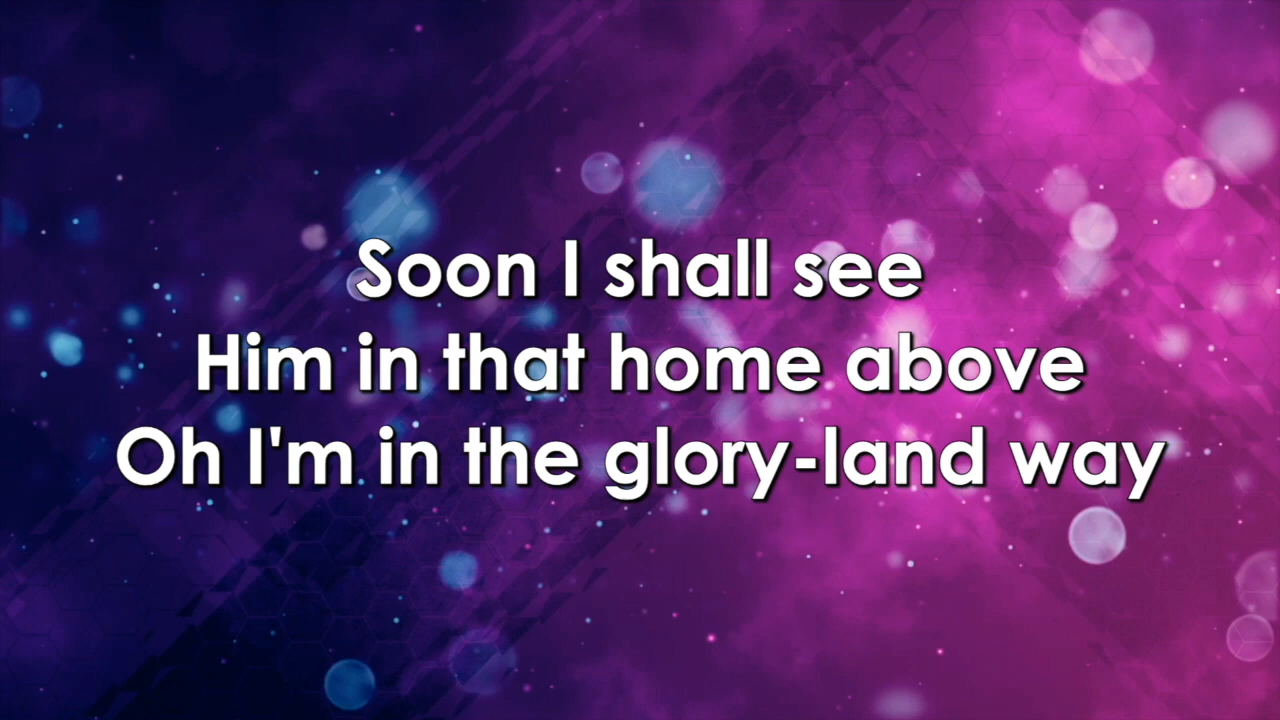 Soon I shall see
Him in that home above
Oh I'm in the glory-land way